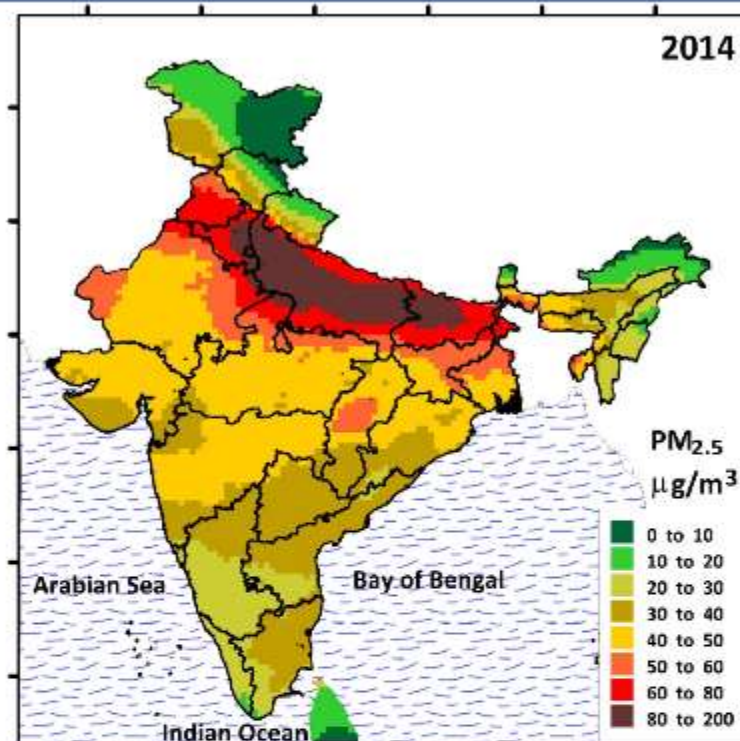 2014
PM2.5
μg/m³
0 to 10
10 to 20
20 to 30
30 to 40
40 to 50
50 to 60
60 to 80
80 to 200
Arabian Sea
Bay of Bengal
Indian Ocean